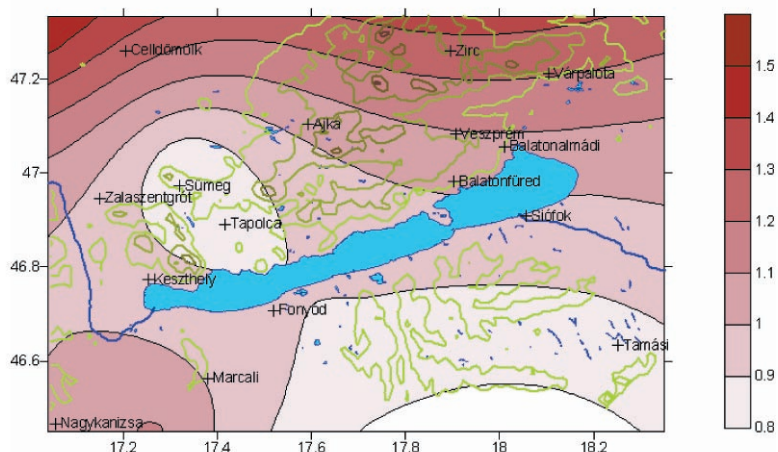 47.2
47
46.8
46.6
Celldömölk
Zirc
Várpalota
Ajka
Veszprém
Balatonalmádi
Sümeg
Balatonfüred
Zalaszentgrót
Tapolca
Siófok
Keszthely
Fonyód
Tamási
Marcali
Nagykanizsa
17.2
17.4
17.6
17.8
18
18.2
1.5
1.4
1.3
1.2
1.1
1
0.9
0.8